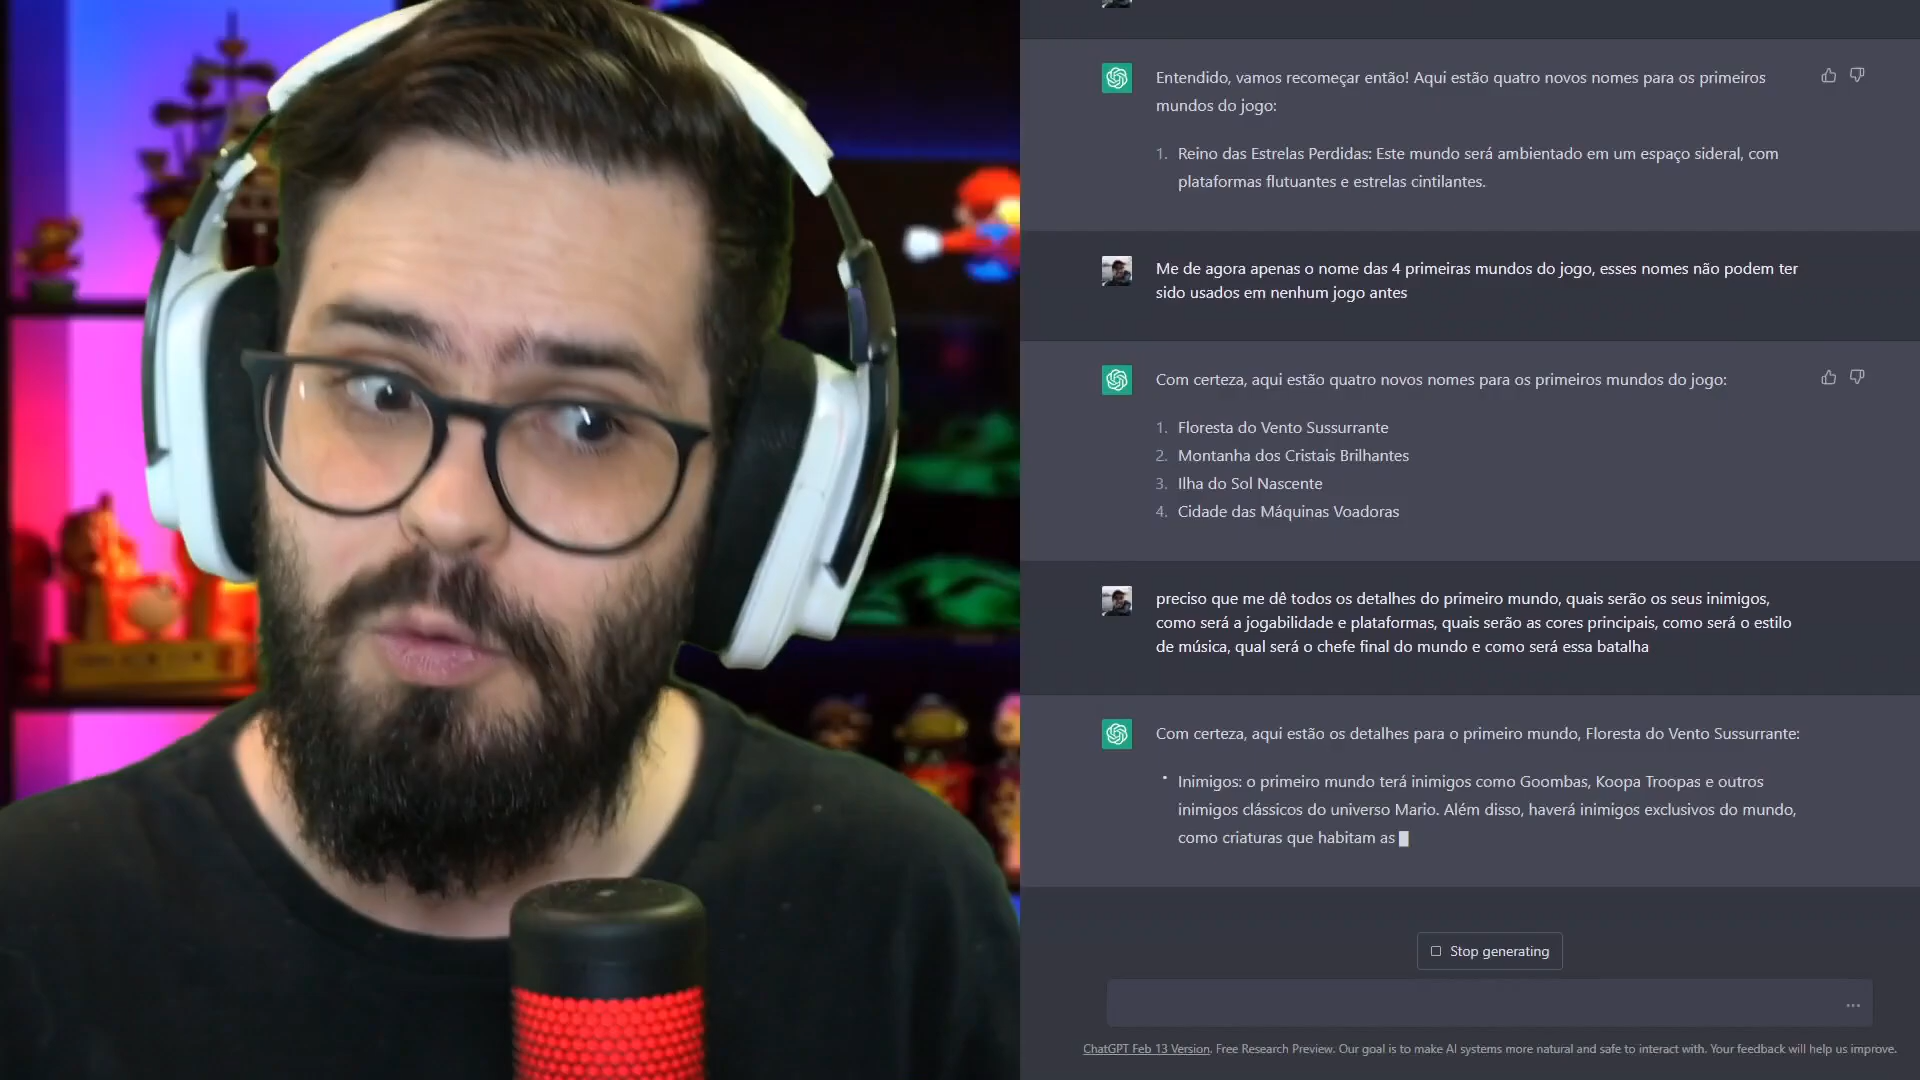 Entendido, vamos recomeçar então! Aqui estão quatro novos nomes para os primeiros
mundos do jogo:
1. Reino das Estrelas Perdidas: Este mundo será ambientado em um espaço sideral, com
plataformas flutuantes e estrelas cintilantes.
Me de agora apenas o nome das 4 primeiras mundos do jogo, esses nomes não podem ter
sido usados em nenhum jogo antes
Com certeza, aqui estão quatro novos nomes para os primeiros mundos do jogo:
1. Floresta do Vento Sussurrante
2. Montanha dos Cristais Brilhantes
3. Ilha do Sol Nascente
4. Cidade das Máquinas Voadoras
preciso que me dê todos os detalhes do primeiro mundo, quais serão os seus inimigos,
como será a jogabilidade e plataformas, quais serão as cores principais, como será o estilo
de música, qual será o chefe final do mundo e como será essa batalha
Com certeza, aqui estão os detalhes para o primeiro mundo, Floresta do Vento Sussurrante:
• Inimigos: o primeiro mundo terá inimigos como Goombas, Koopa Troopas e outros
inimigos clássicos do universo Mario. Além disso, haverá inimigos exclusivos do mundo,
como criaturas que habitam as
Stop generating
ChatGPT Feb 13 Version. Free Research Preview. Our goal is to make AI systems more natural and safe to interact with. Your feedback will help us improve.